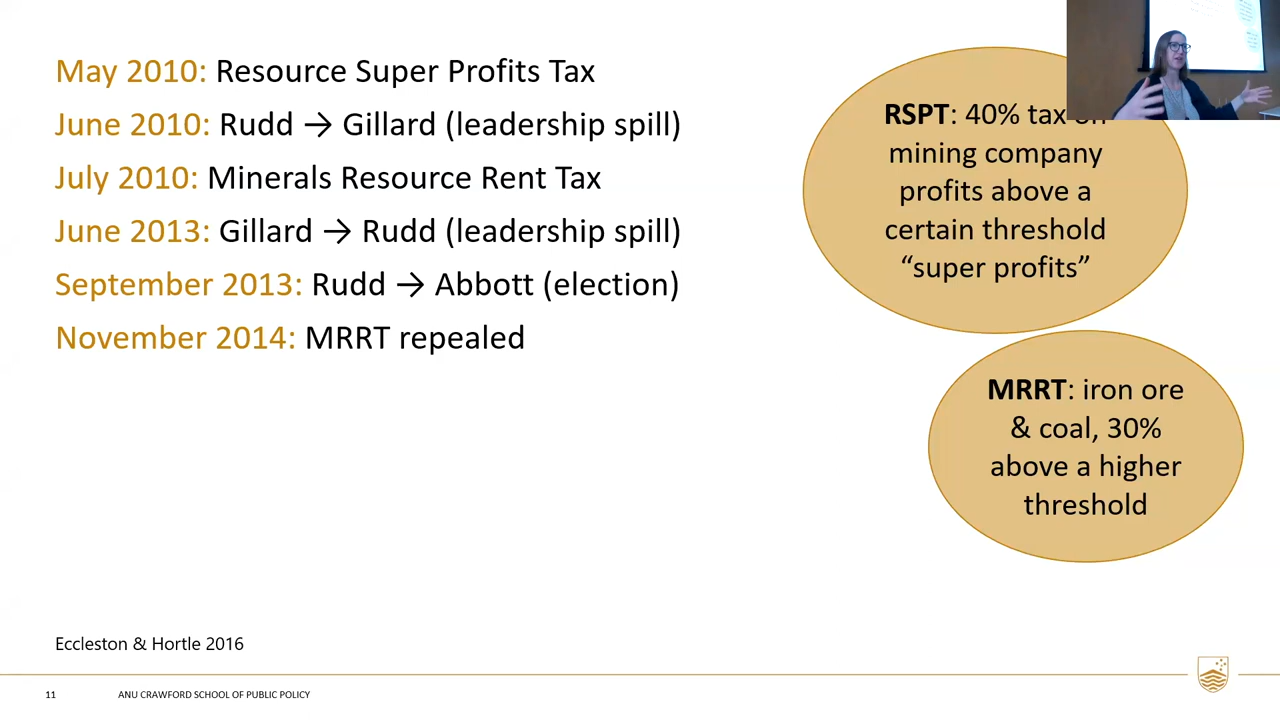 May 2010: Resource Super Profits Tax
June 2010: Rudd → Gillard (leadership spill)
July 2010: Minerals Resource Rent Tax
June 2013: Gillard → Rudd (leadership spill)
September 2013: Rudd → Abbott (election)
November 2014: MRRT repealed
RSPT: 40% tax on
mining company
profits above a
certain threshold
“super profits”
MRRT: iron ore
& coal, 30%
above a higher
threshold
Eccleston & Hortle 2016
11 ANU CRAWFORD SCHOOL OF PUBLIC POLICY